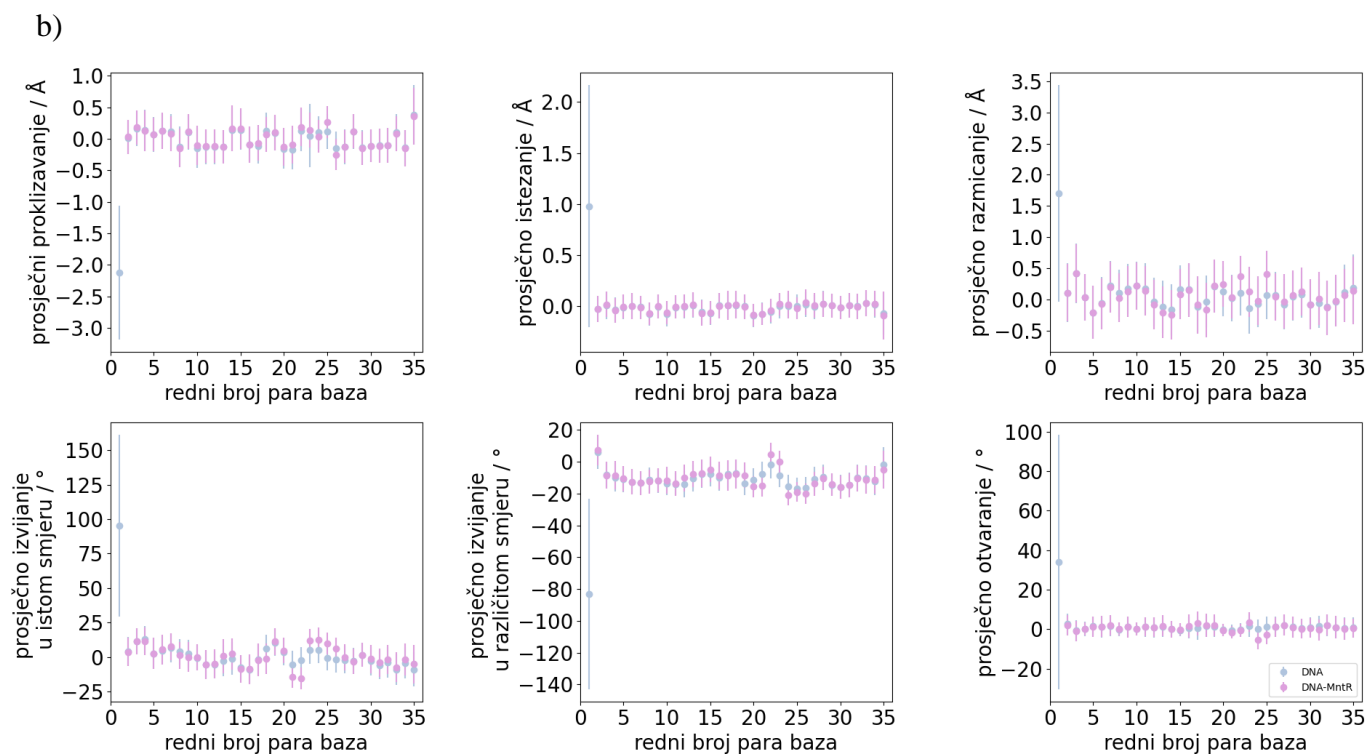 b)
prosječni proklizavanje / Å
1.0
0.5
0.0
−0.5
−1.0
−1.5
−2.0
−2.5
−3.0
0 5 10 15 20 25 30 35
redni broj para baza
prosječno istezanje / Å
2.0
1.0
0.5
0.0
0 5 10 15 20 25 30 35
redni broj para baza
prosječno razmicanje / Å
3.5
3.0
2.5
2.0
1.5
1.0
0.5
0.0
−0.5
0 5 10 15 20 25 30 35
redni broj para baza
prosječno izvijanje
u istom smjeru / °
150
125
100
75
50
25
0
−25
0 5 10 15 20 25 30 35
redni broj para baza
prosječno izvijanje
u različitom smjeru / °
20
0
−20
−40
−60
−80
−100
−120
−140
0 5 10 15 20 25 30 35
redni broj para baza
prosječno otvaranje / °
100
80
60
40
20
0
−20
0 5 10 15 20 25 30 35
redni broj para baza
DNA
DNA-MntR